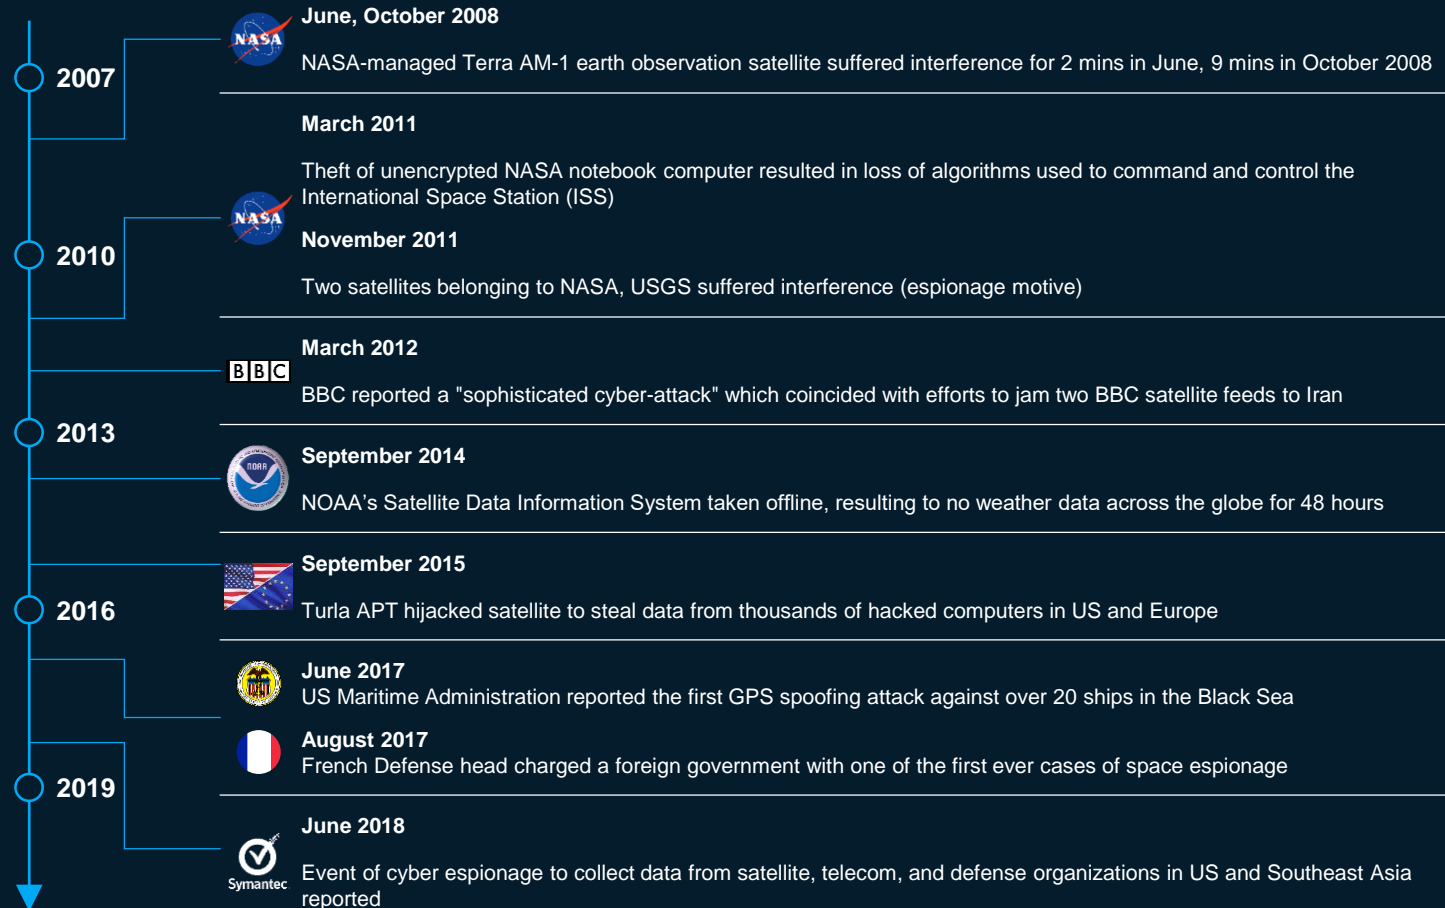 2007
2010
2013
2016
2019
NASA
June, October 2008
NASA-managed Terra AM-1 earth observation satellite suffered interference for 2 mins in June, 9 mins in October 2008
March 2011
Theft of unencrypted NASA notebook computer resulted in loss of algorithms used to command and control the
International Space Station (ISS)
NASA
November 2011
Two satellites belonging to NASA, USGS suffered interference (espionage motive)
March 2012
BBC
BBC reported a "sophisticated cyber-attack" which coincided with efforts to jam two BBC satellite feeds to Iran
September 2014
NOAA
NOAA’s Satellite Data Information System taken offline, resulting to no weather data across the globe for 48 hours
September 2015
Turla APT hijacked satellite to steal data from thousands of hacked computers in US and Europe
June 2017
US Maritime Administration reported the first GPS spoofing attack against over 20 ships in the Black Sea
August 2017
French Defense head charged a foreign government with one of the first ever cases of space espionage
June 2018
Symantec
Event of cyber espionage to collect data from satellite, telecom, and defense organizations in US and Southeast Asia
reported